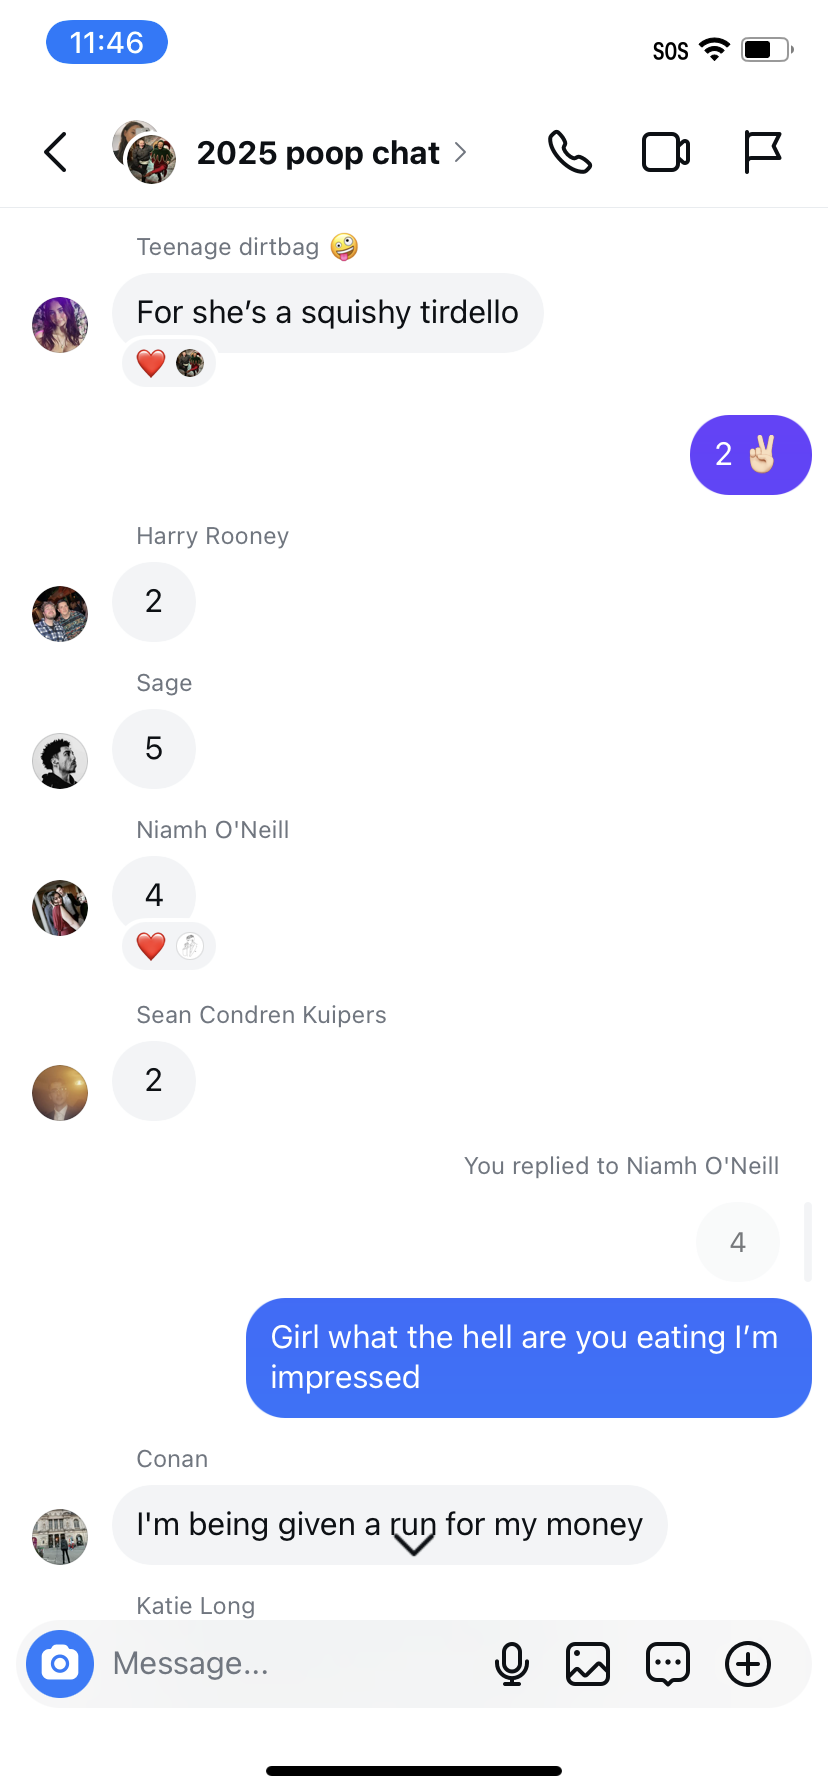 11:46
SOS
2025 poop chat
Teenage dirtbag 🤪
For she’s a squishy tirdello
2 ✌🏻
Harry Rooney
2
Sage
5
Niamh O'Neill
4
Sean Condren Kuipers
2
You replied to Niamh O'Neill
4
Girl what the hell are you eating I’m
impressed
Conan
I'm being given a run for my money
Katie Long
Message...